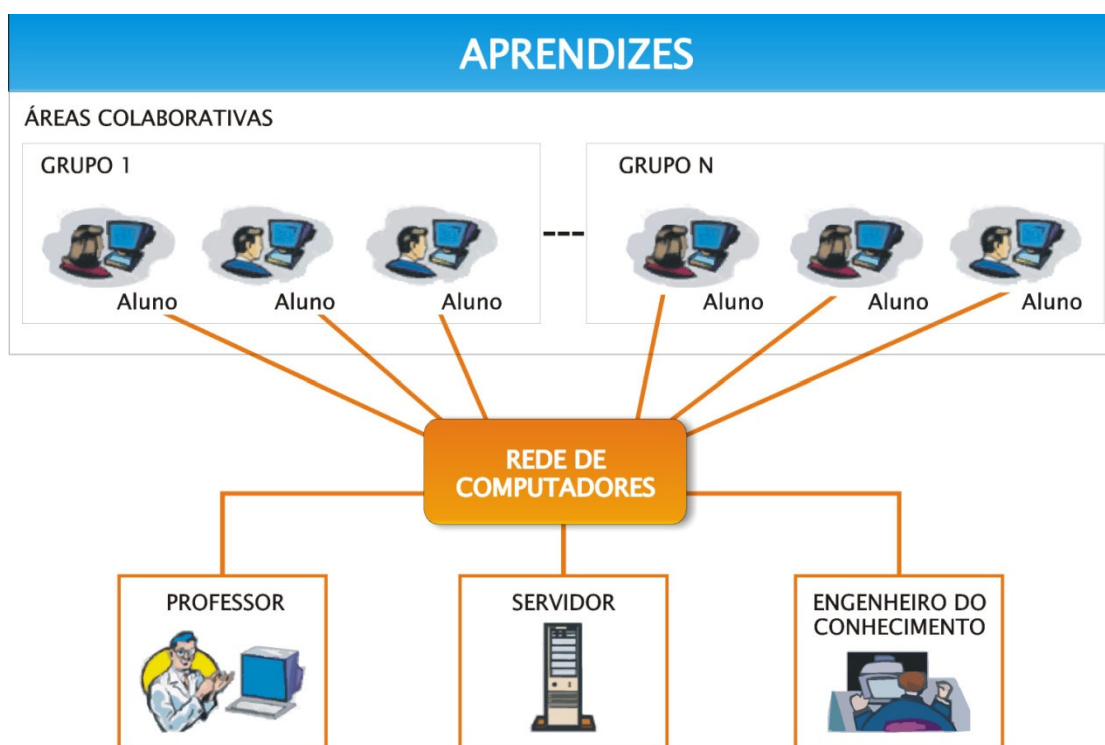 APRENDIZES
ÁREAS COLABORATIVAS
GRUPO 1
GRUPO N
---
Aluno
Aluno
Aluno
Aluno
Aluno
Aluno
REDE DE
COMPUTADORES
PROFESSOR
SERVIDOR
ENGENHEIRO DO
CONHECIMENTO